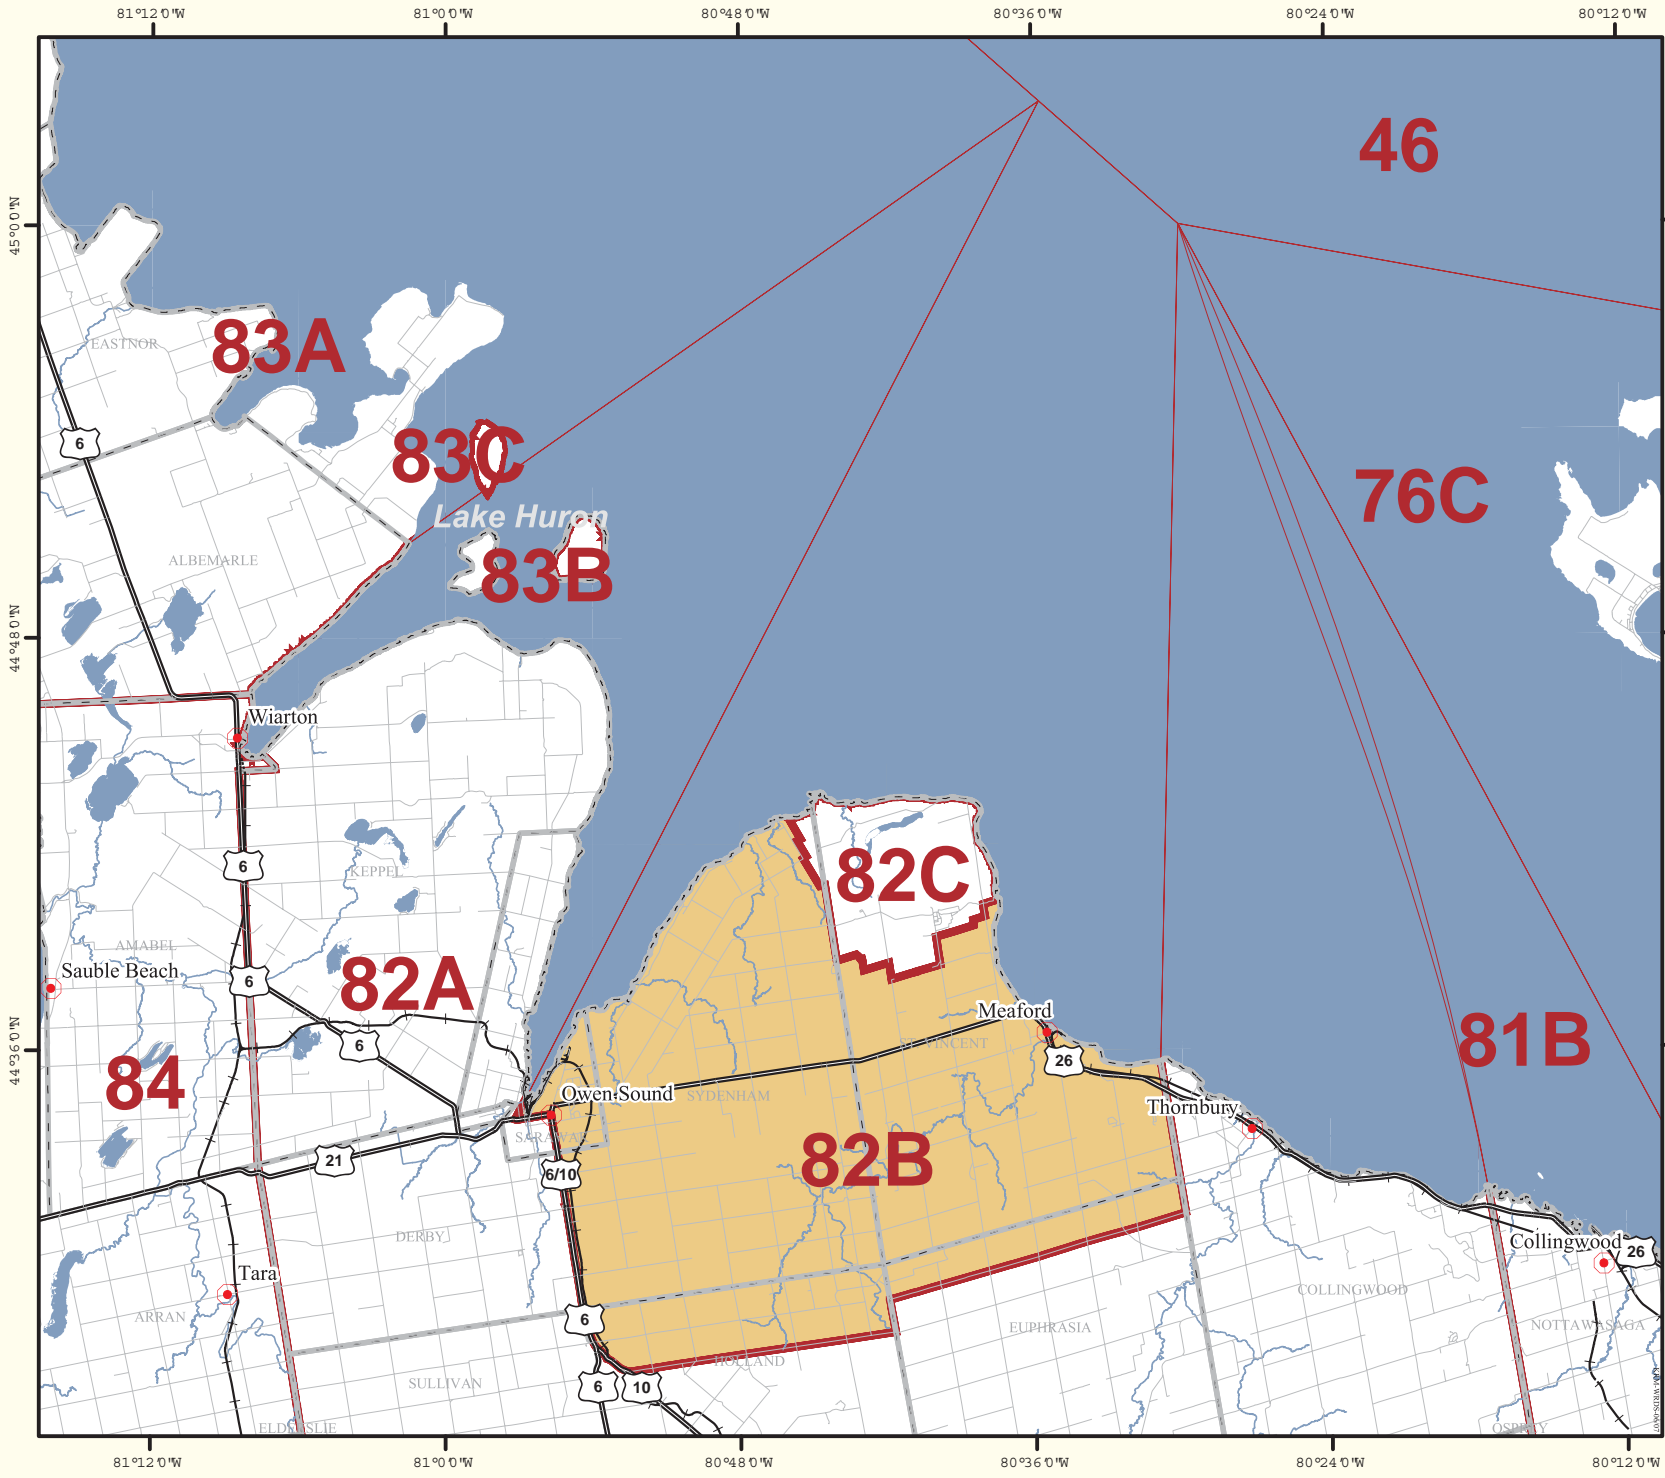 81°12'0"W 81°0'0"W 80°48'0"W 80°36'0"W 80°24'0"W 80°12'0"W
45°0'0"N
44°48'0"N
44°36'0"N
46
83A
EASTNOR
6
83C
76C
Lake Huron
ALBEMARLE
83B
Wiarton
6
KEPPEL
82C
AMABEL
Sauble Beach
6
82A
Meaford
81B
6
ST. VINCENT
26
84
Owen Sound
SYDENHAM
Thornbury
SARAWAK
21
6/10
82B
DERBY
Collingwood
26
Tara
COLLINGWOOD
ARRAN
6
EUPHRASIA
NOTTAWASAGA
HOLLAND
SULLIVAN
6
10
ELDERSLIE
OSPREY
81°12'0"W 81°0'0"W 80°48'0"W 80°36'0"W 80°24'0"W 80°12'0"W